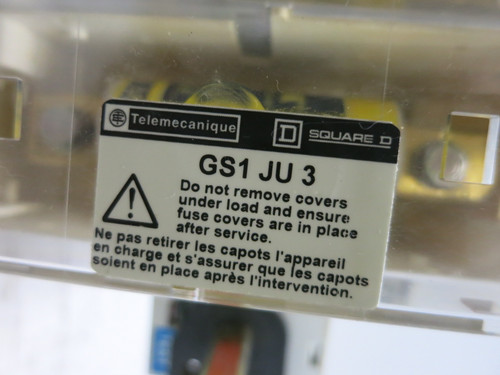 Telemecanique D SQUARE D
GS1 JU 3
Do not remove covers
under load and ensure
fuse covers are in place
after service.
Ne pas retirer les capots l'appareil
en charge et s'assurer que les capots
soient en place après l'intervention.